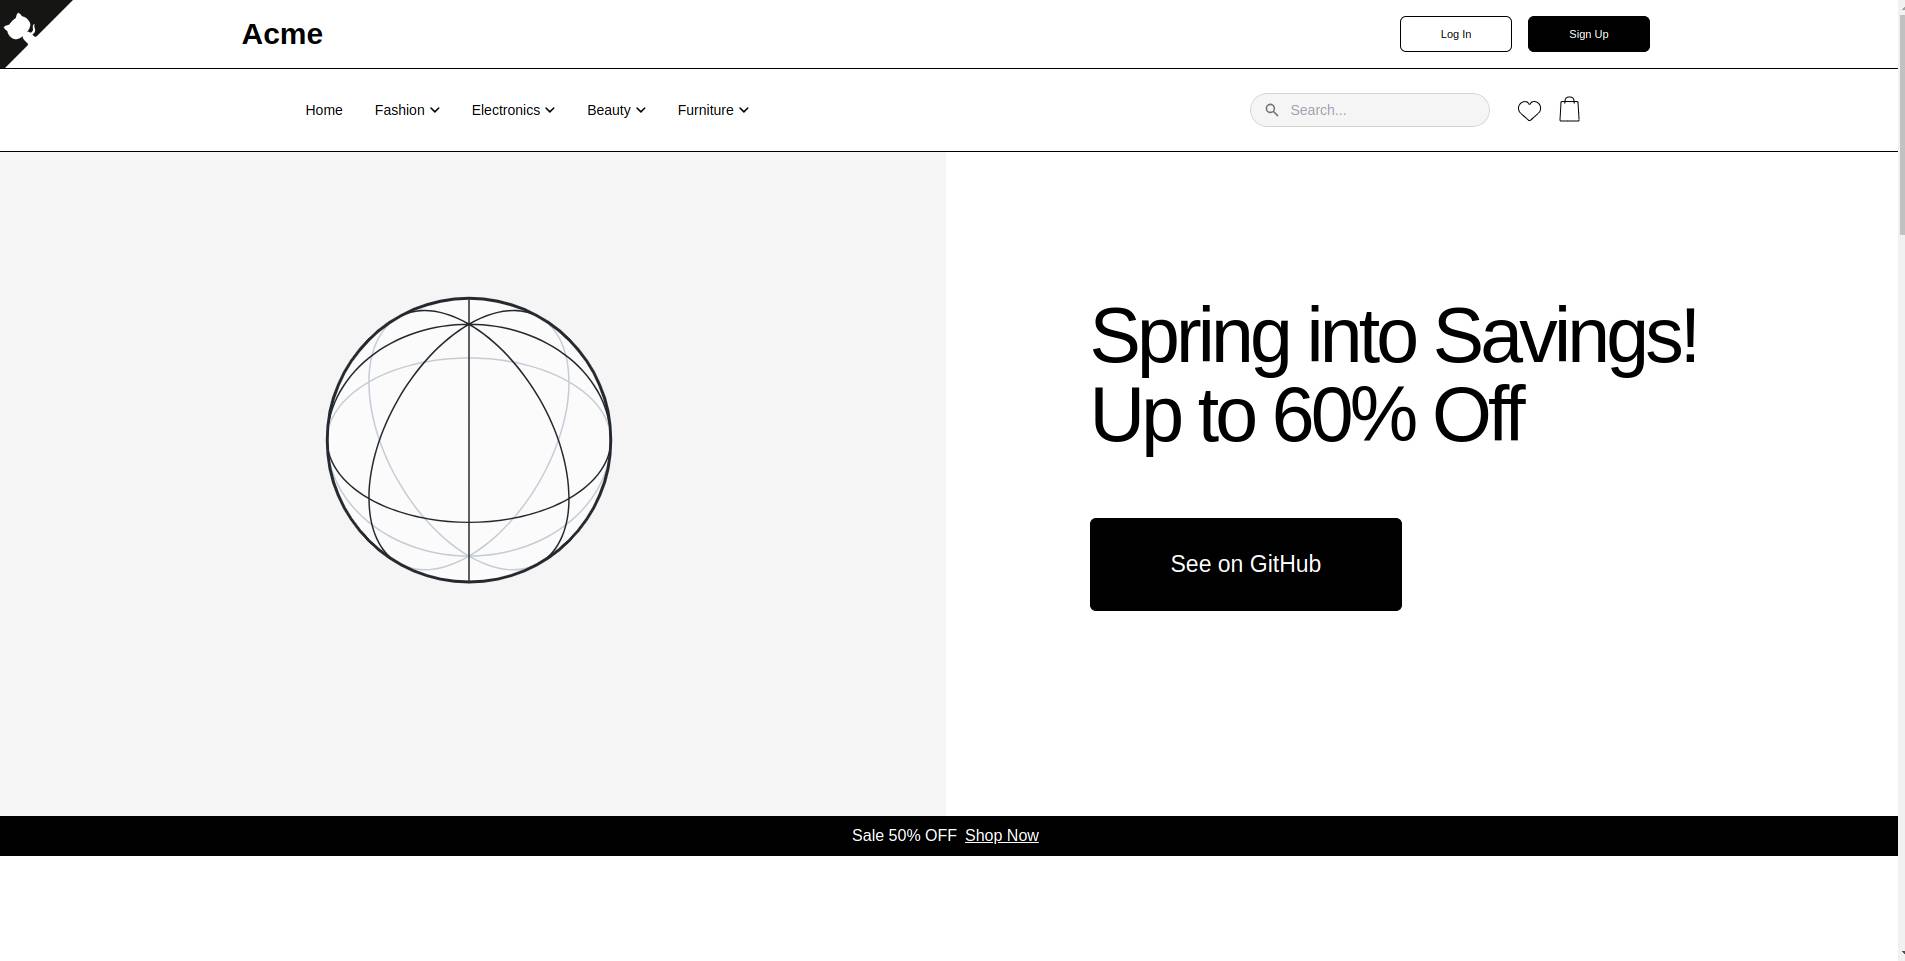 Acme
Log In
Sign Up
Home
Fashion
Electronics
Beauty
Furniture
Search...
Spring into Savings!
Up to 60% Off
See on GitHub
Sale 50% OFF Shop Now